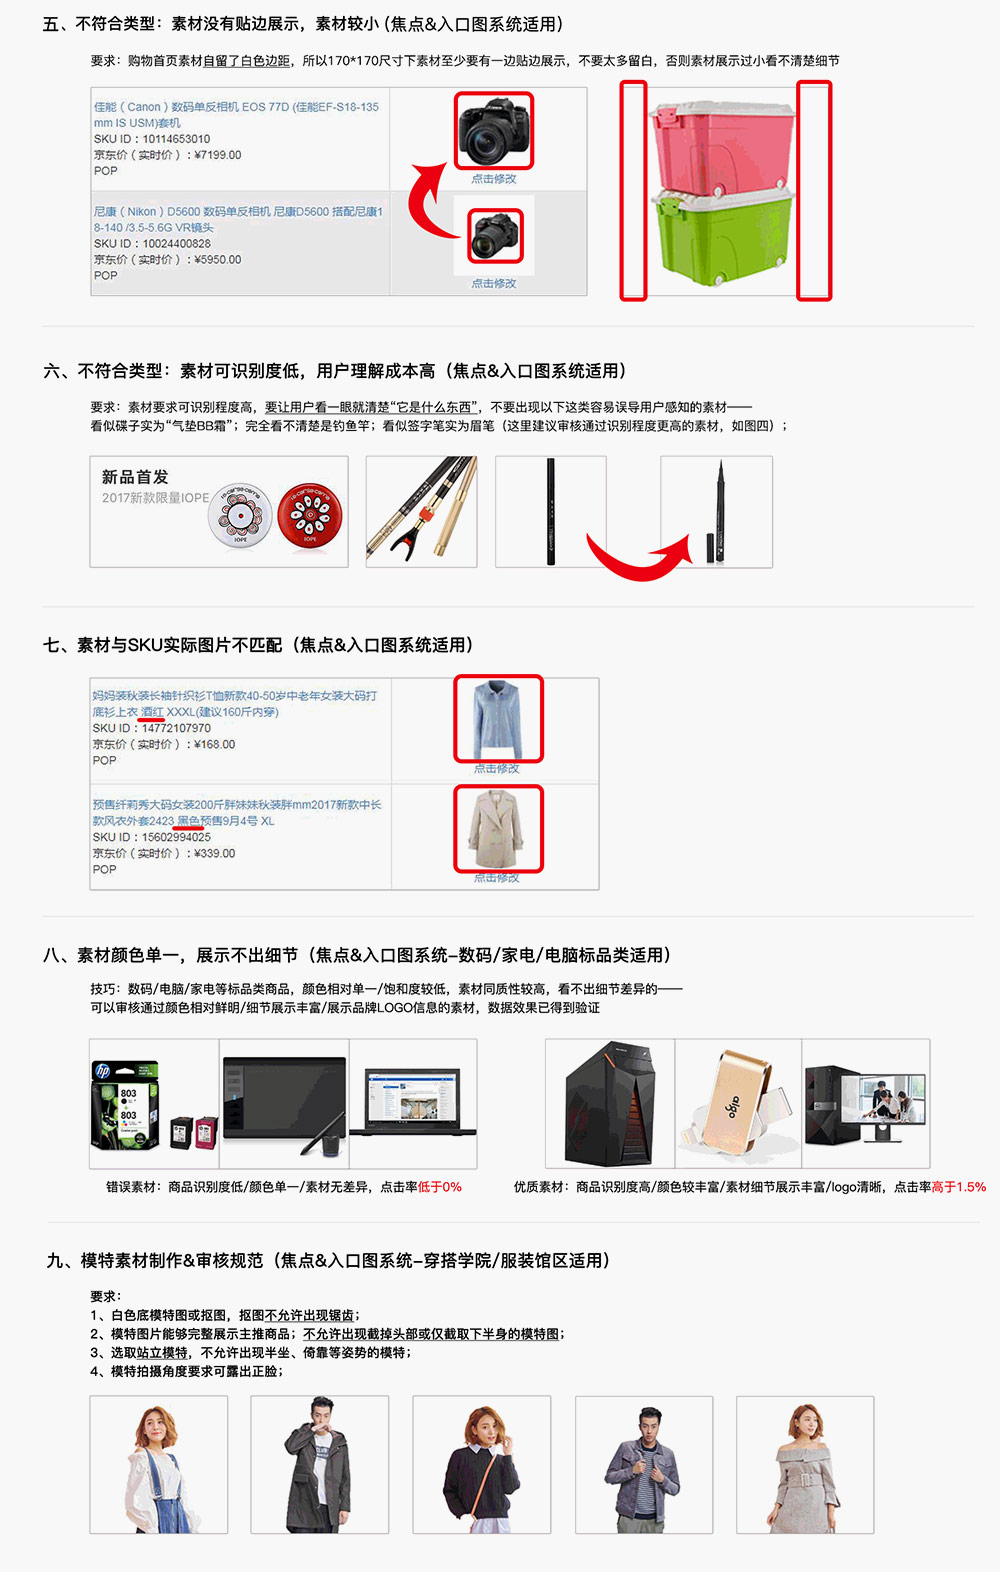 五、不符合类型：素材没有贴边展示，素材较小（焦点&入口图系统适用）
要求：购物首页素材自留了白色边距，所以170*170尺寸下素材至少要有一边贴边展示，不要太多留白，否则素材展示过小看不清楚细节
佳能（Canon）数码单反相机 EOS 77D (佳能EF-S18-135
mm IS USM)套机
SKU ID：10114653010
京东价（实时价）：¥7199.00
POP
点击修改
尼康（Nikon）D5600 数码单反相机 尼康D5600 搭配尼康1
8-140 /3.5-5.6G VR镜头
SKU ID：10024400828
京东价（实时价）：¥5950.00
POP
点击修改
六、不符合类型：素材可识别度低，用户理解成本高（焦点&入口图系统适用）
要求：素材要求可识别程度高，要让用户看一眼就清楚“它是什么东西”，不要出现以下这类容易误导用户感知的素材——
看似碟子实为“气垫BB霜”；完全看不清楚是钓鱼竿；看似签字笔实为眉笔（这里建议审核通过识别程度更高的素材，如图四）；
新品首发
2017新款限量IOPE
IOPE
IOPE
七、素材与SKU实际图片不匹配（焦点&入口图系统适用）
妈妈装秋装长袖针织衫T恤新款40-50岁中老年女装大码打
底衫上衣 酒红 XXXL(建议160斤内穿)
SKU ID：14772107970
京东价（实时价）：¥168.00
POP
点击修改
预售纤莉秀大码女装200斤胖妹妹秋装胖mm2017新款中长
款风衣外套2423 黑色预售9月4号 XL
SKU ID：15602994025
京东价（实时价）：¥339.00
POP
点击修改
八、素材颜色单一，展示不出细节（焦点&入口图系统-数码/家电/电脑标品类适用）
技巧：数码/电脑/家电等标品类商品，颜色相对单一/饱和度较低，素材同质性较高，看不出细节差异的——
可以审核通过颜色相对鲜明/细节展示丰富/展示品牌LOGO信息的素材，数据效果已得到验证
hp
803
803
aigo
错误素材：商品识别度低/颜色单一/素材无差异，点击率低于0%
优质素材：商品识别度高/颜色较丰富/素材细节展示丰富/logo清晰，点击率高于1.5%
九、模特素材制作&审核规范（焦点&入口图系统-穿搭学院/服装馆区适用）
要求：
1、白色底模特图或抠图，抠图不允许出现锯齿；
2、模特图片能够完整展示主推商品；不允许出现截掉头部或仅截取下半身的模特图；
3、选取站立模特，不允许出现半坐、倚靠等姿势的模特；
4、模特拍摄角度要求可露出正脸；